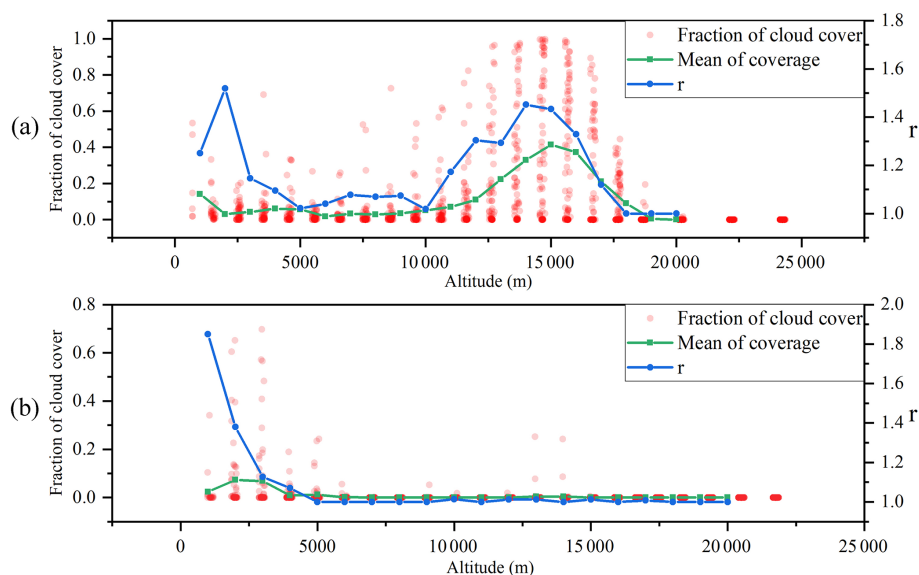 (a)
Fraction of cloud cover
1.0
0.8
0.6
0.4
0.2
0.0
0
5000
10 000
15 000
20 000
25 000
Altitude (m)
1.8
1.6
1.4
1.2
1.0
r
Fraction of cloud cover
Mean of coverage
r
(b)
Fraction of cloud cover
0.8
0.6
0.4
0.2
0.0
0
5000
10 000
15 000
20 000
25 000
Altitude (m)
2.0
1.8
1.6
1.4
1.2
1.0
r
Fraction of cloud cover
Mean of coverage
r